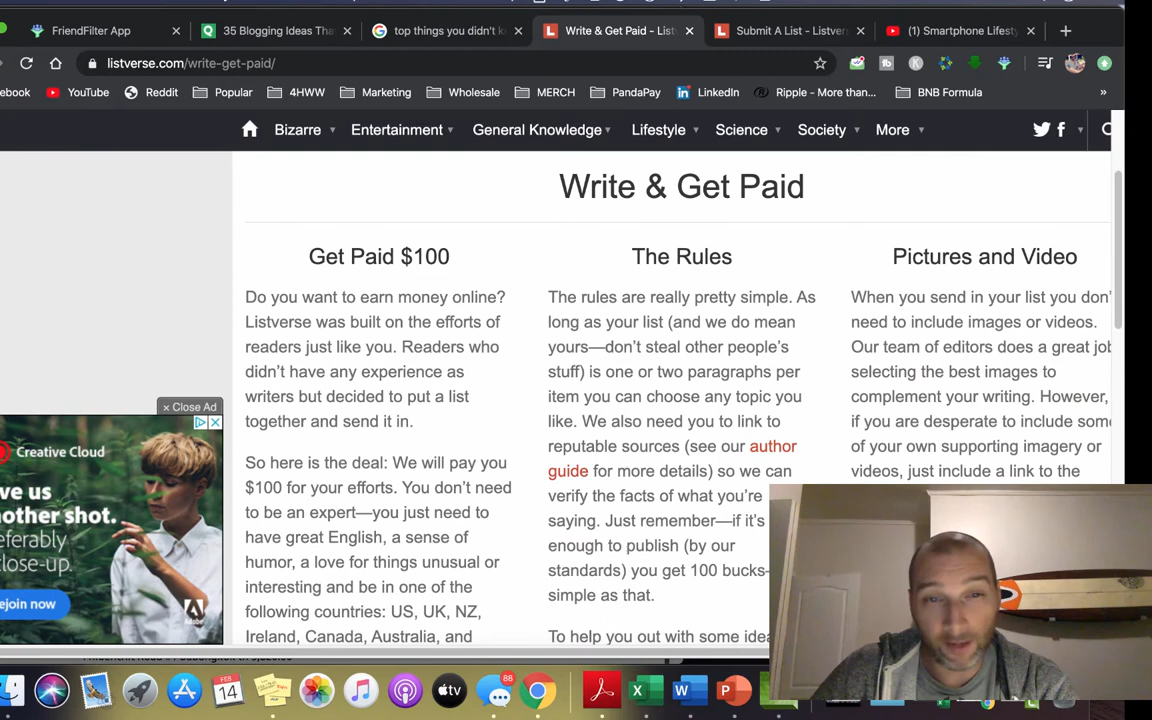 FriendFilter App
35 Blogging Ideas Tha
top things you didn't k
Write & Get Paid - List
Submit A List - Listver
(1) Smartphone Lifest
listverse.com/write-get-paid/
ebook
YouTube
Reddit
Popular
4HWW
Marketing
Wholesale
MERCH
PandaPay
LinkedIn
Ripple - More than...
BNB Formula
»
Bizarre
Entertainment
General Knowledge
Lifestyle
Science
Society
More
Write & Get Paid
Get Paid $100
Do you want to earn money online?
Listverse was built on the efforts of
readers just like you. Readers who
didn't have any experience as
writers but decided to put a list
together and send it in.
So here is the deal: We will pay you
$100 for your efforts. You don't need
to be an expert—you just need to
have great English, a sense of
humor, a love for things unusual or
interesting and be in one of the
following countries: US, UK, NZ,
Ireland, Canada, Australia, and
The Rules
The rules are really pretty simple. As
long as your list (and we do mean
yours—don't steal other people's
stuff) is one or two paragraphs per
item you can choose any topic you
like. We also need you to link to
reputable sources (see our author
guide for more details) so we can
verify the facts of what you're
saying. Just remember—if it's
enough to publish (by our
standards) you get 100 bucks-
simple as that.
To help you out with some idea
Pictures and Video
When you send in your list you don'
need to include images or videos.
Our team of editors does a great job
selecting the best images to
complement your writing. However,
if you are desperate to include some
of your own supporting imagery or
videos, just include a link to the
× Close Ad
Creative Cloud
ve us
nother shot.
eferably
close-up.
ejoin now
Adobe
FEB
14
tv
88